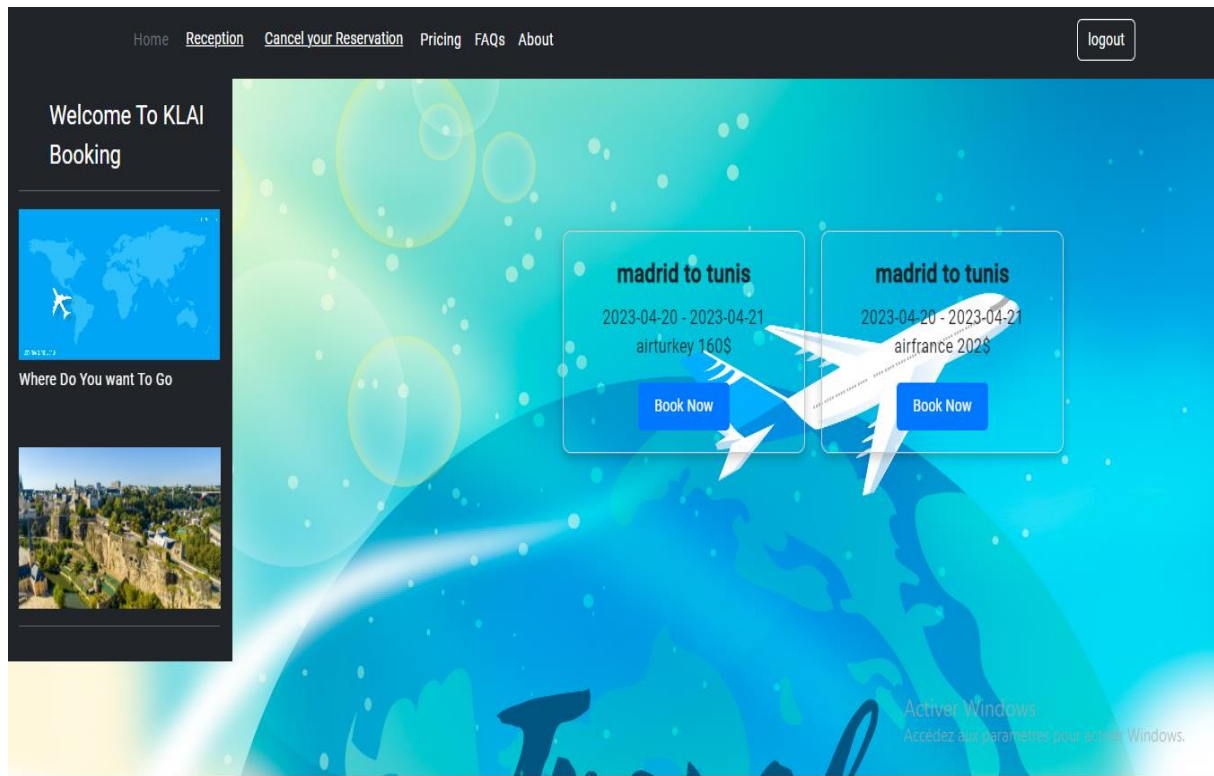 Home Reception Cancel your Reservation Pricing FAQs About logout
Welcome To KLAI
Booking
Where Do You want To Go
madrid to tunis
2023-04-20 - 2023-04-21
airturkey 160$
Book Now
madrid to tunis
2023-04-20 - 2023-04-21
airfrance 202$
Book Now
Travel
Activer Windows
Accédez aux paramètres pour activer Windows.